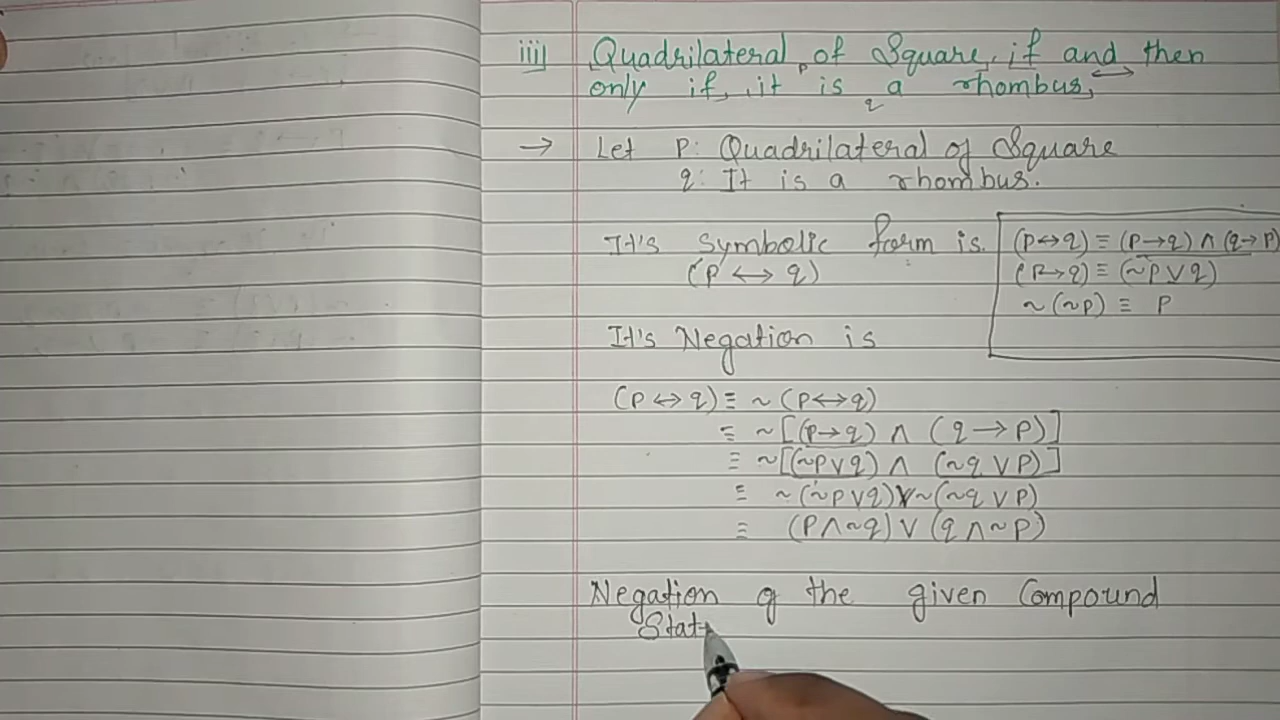 iii) Quadrilateral of Square, if and then
p
only if, it is a rhombus,
q
→ Let P: Quadrilateral of Square
q: It is a rhombus.
It's Symbolic form is.
(P ↔ q)
(P↔q) ≡ (P→q) ∧ (q→P)
(P→q) ≡ (~P∨q)
~(~P) ≡ P
It's Negation is
(P↔q) ≡ ~(P↔q)
≡ ~[(P→q) ∧ (q→P)]
≡ ~[(~P∨q) ∧ (~q∨P)]
≡ ~(~P∨q)∨~(~q∨P)
≡ (P∧~q)∨(q∧~P)
Negation of the given Compound
Stat